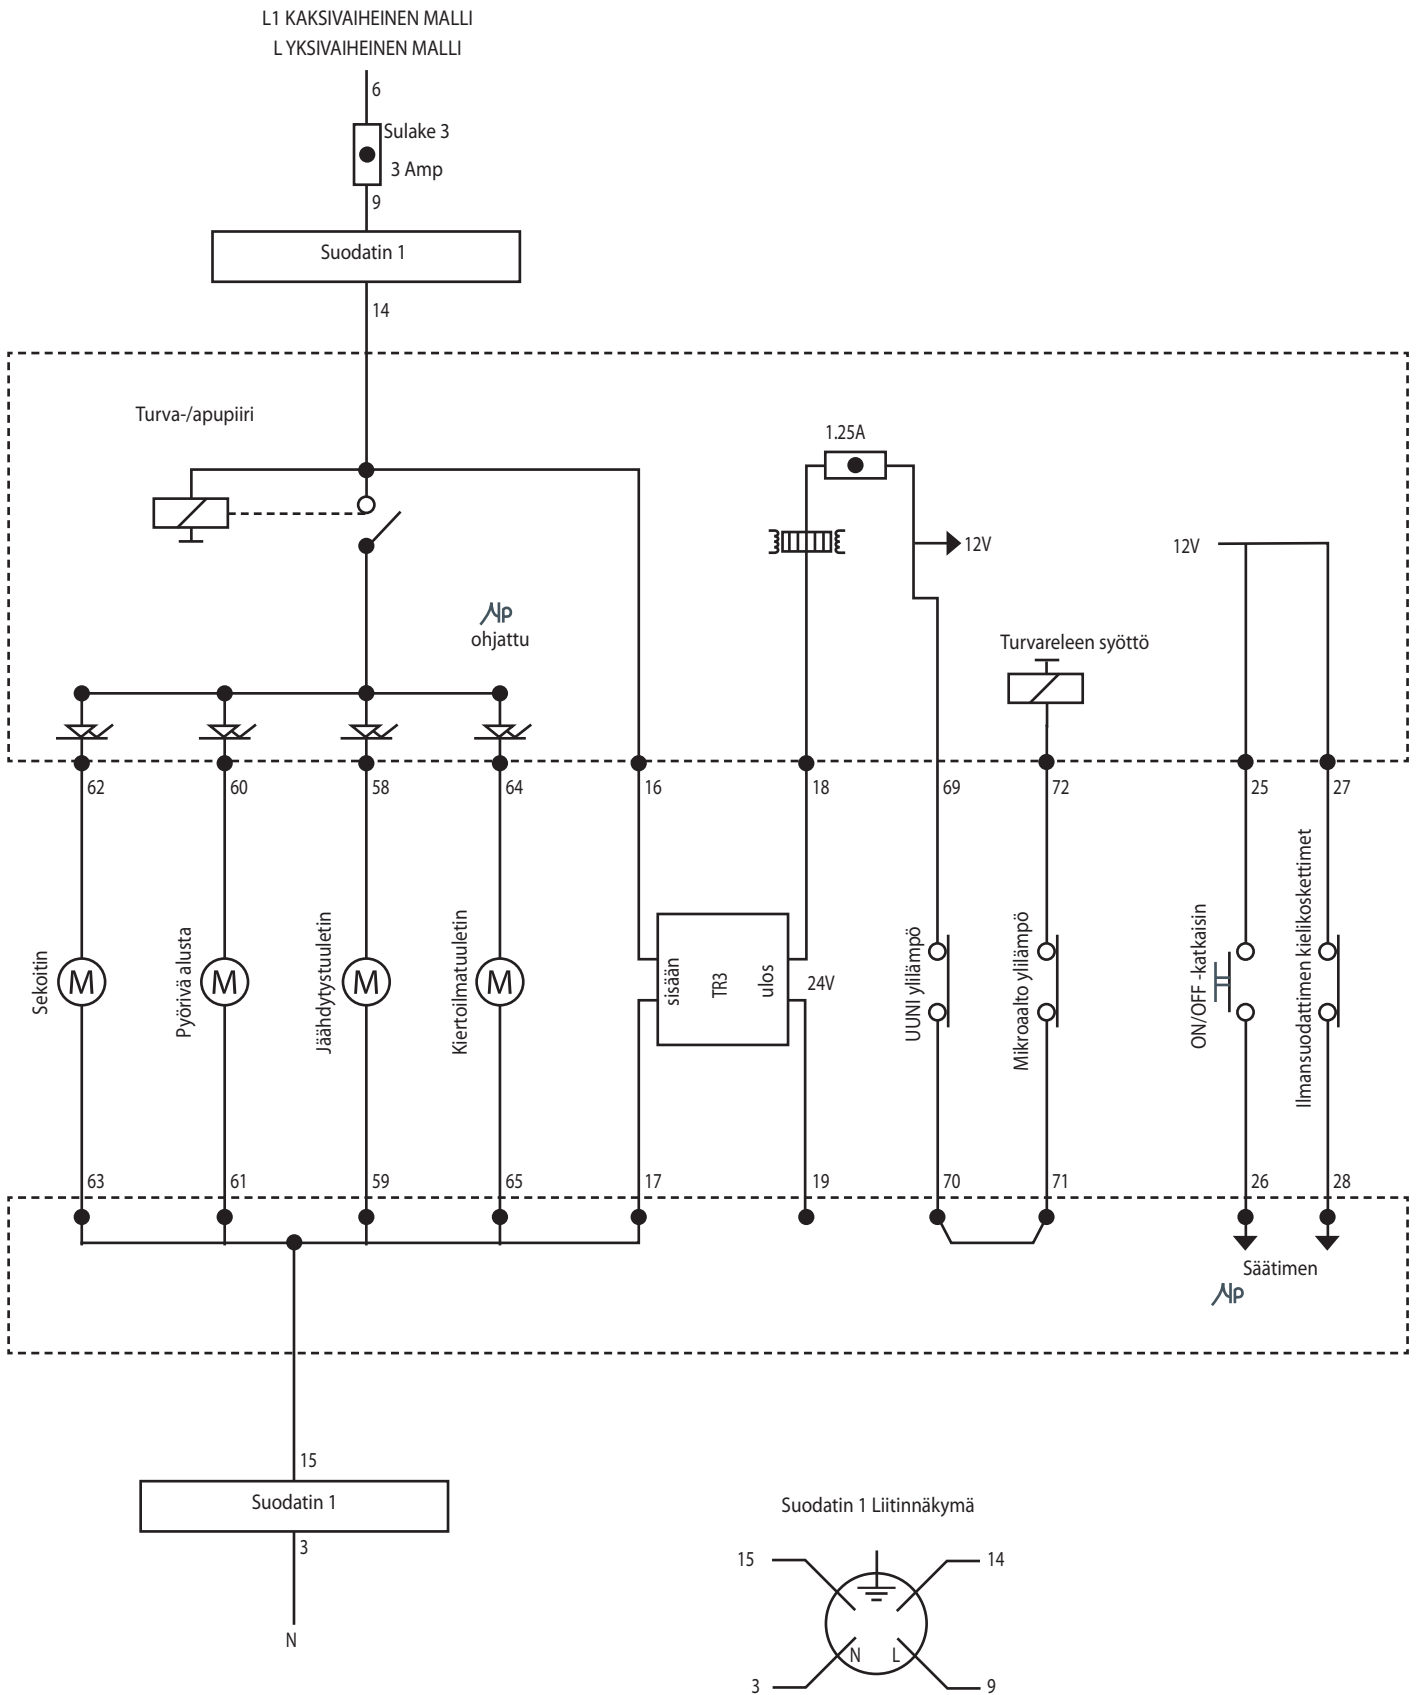 L1 KAKSIVAIHEINEN MALLI
L YKSIVAIHEINEN MALLI
6
Sulake 3
3 Amp
9
Suodatin 1
14
Turva-/apupiiri
1.25A
12V
12V
µp
ohjattu
Turvareleen syöttö
62
60
58
64
16
18
69
72
25
27
Sekoitin
M
Pyörivä alusta
M
Jäähdytystuuletin
M
Kiertoilmatuuletin
M
sisään
TR3
ulos
24V
UUNI ylilämpö
Mikroaalto ylilämpö
ON/OFF -katkaisin
Ilmansuodattimen kielikoskettimet
63
61
59
65
17
19
70
71
26
28
Säätimen
µp
15
Suodatin 1
3
N
Suodatin 1 Liitinnäkymä
15
14
N
L
3
9